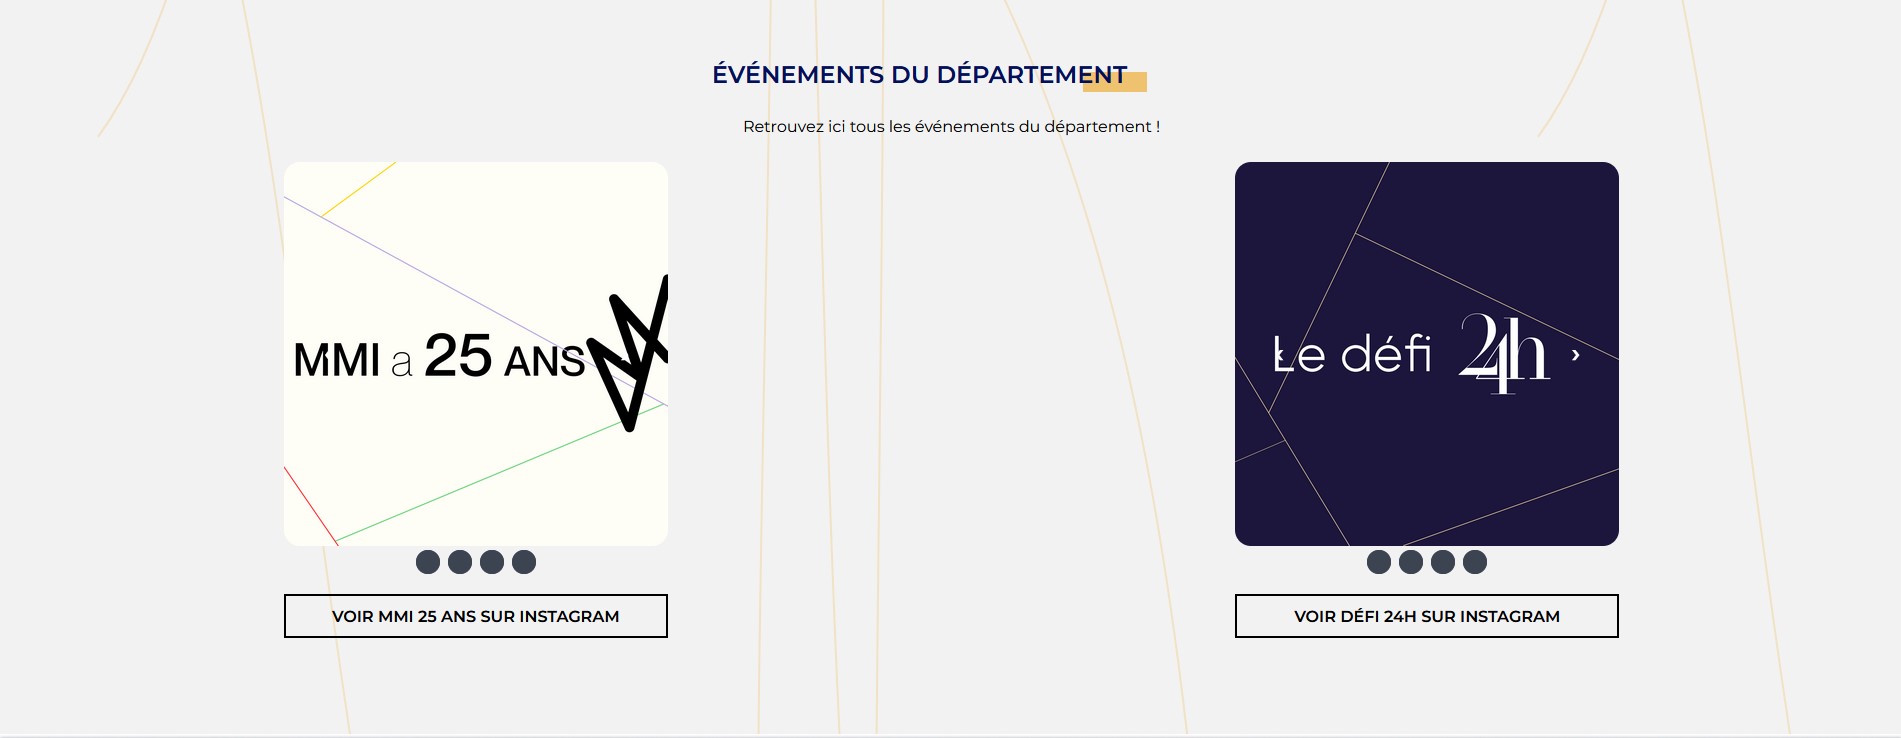 ÉVÉNEMENTS DU DÉPARTEMENT
Retrouvez ici tous les événements du département !
MMI a 25 ANS
Le défi 24h
VOIR MMI 25 ANS SUR INSTAGRAM
VOIR DÉFI 24H SUR INSTAGRAM